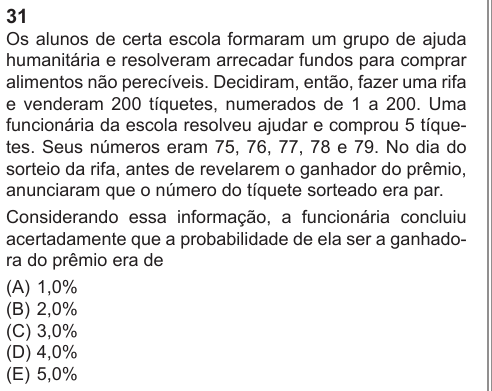 31
Os alunos de certa escola formaram um grupo de ajuda
humanitária e resolveram arrecadar fundos para comprar
alimentos não perecíveis. Decidiram, então, fazer uma rifa
e venderam 200 tíquetes, numerados de 1 a 200. Uma
funcionária da escola resolveu ajudar e comprou 5 tíque-
tes. Seus números eram 75, 76, 77, 78 e 79. No dia do
sorteio da rifa, antes de revelarem o ganhador do prêmio,
anunciaram que o número do tíquete sorteado era par.
Considerando essa informação, a funcionária concluiu
acertadamente que a probabilidade de ela ser a ganhado-
ra do prêmio era de
(A) 1,0%
(B) 2,0%
(C) 3,0%
(D) 4,0%
(E) 5,0%